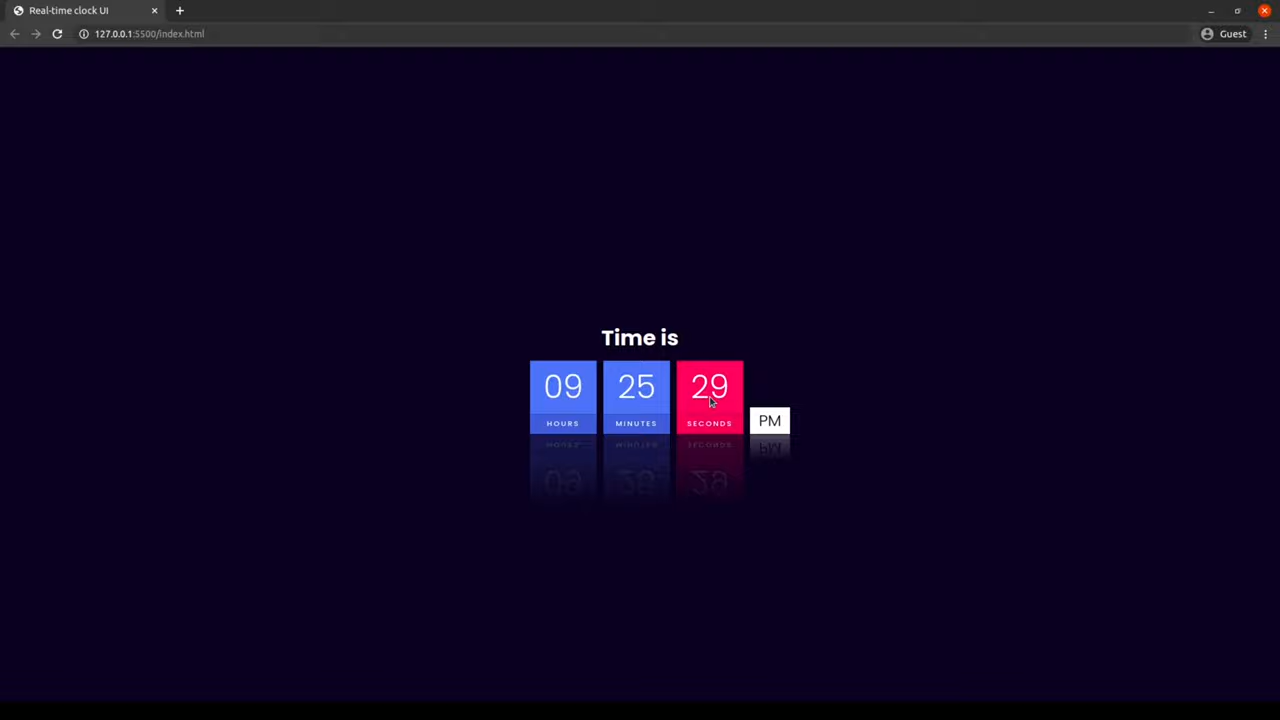 Real-time clock UI
127.0.0.1:5500/index.html
Guest
Time is
09 25 29
HOURS MINUTES SECONDS PM